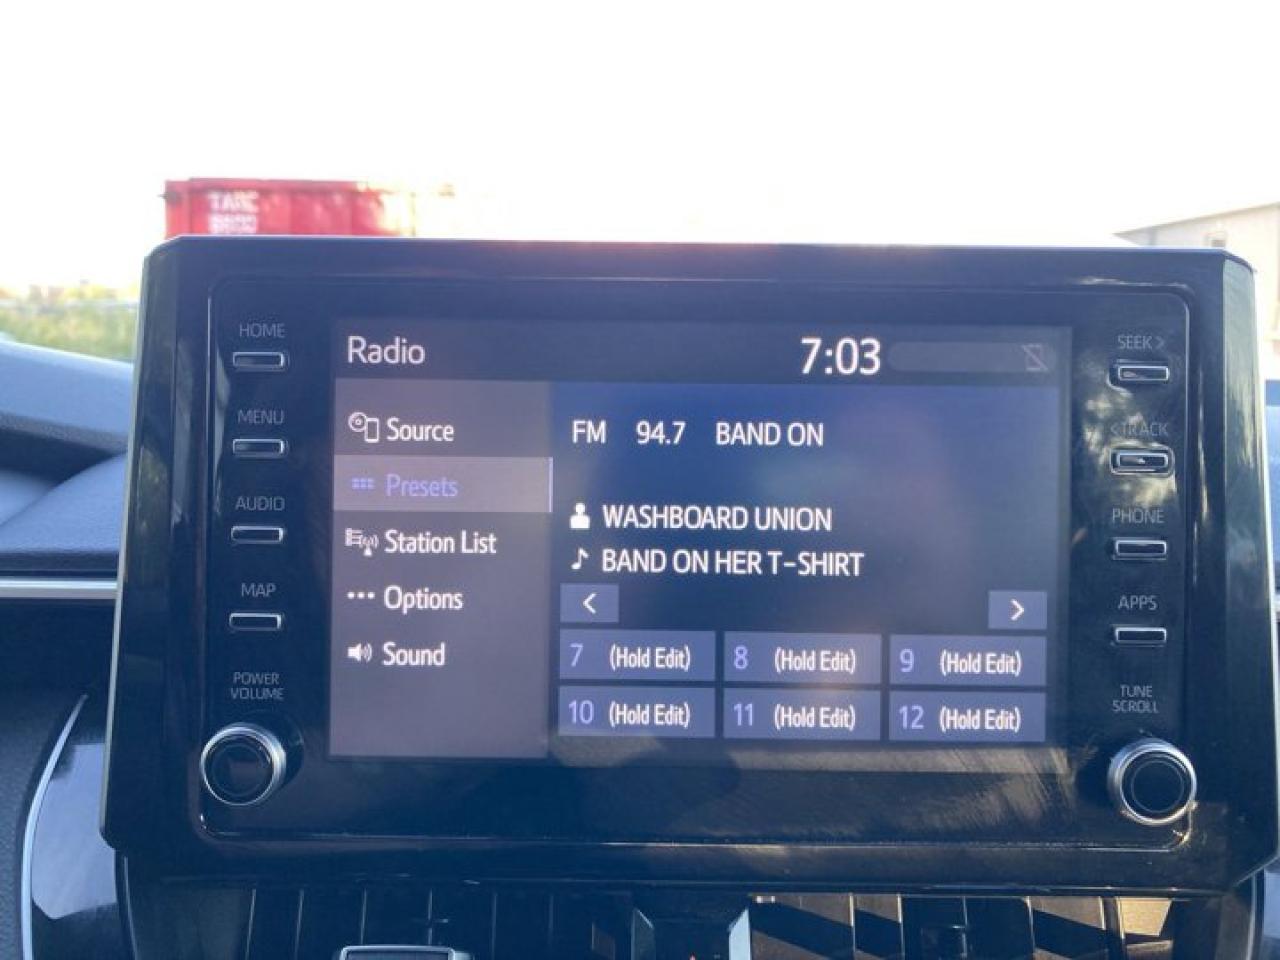 HOME
MENU
AUDIO
MAP
POWER
VOLUME
Radio
7:03
Source
Presets
Station List
Options
Sound
FM 94.7 BAND ON
WASHBOARD UNION
BAND ON HER T-SHIRT
<
>
7 (Hold Edit) 8 (Hold Edit) 9 (Hold Edit)
10 (Hold Edit) 11 (Hold Edit) 12 (Hold Edit)
SEEK >
< TRACK
PHONE
APPS
TUNE
SCROLL